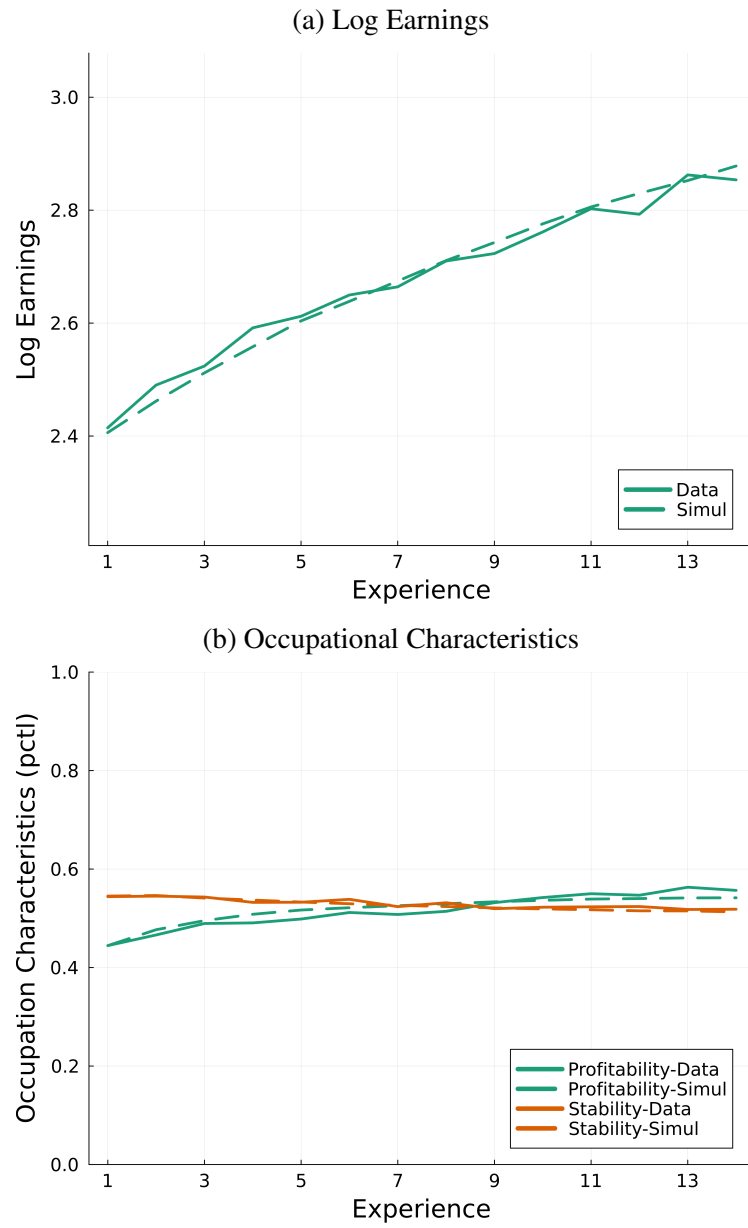 (a) Log Earnings
3.0
2.8
2.6
2.4
Log Earnings
Data
Simul
1 3 5 7 9 11 13
Experience
(b) Occupational Characteristics
1.0
0.8
0.6
0.4
0.2
0.0
Occupation Characteristics (pctl)
Profitability-Data
Profitability-Simul
Stability-Data
Stability-Simul
1 3 5 7 9 11 13
Experience